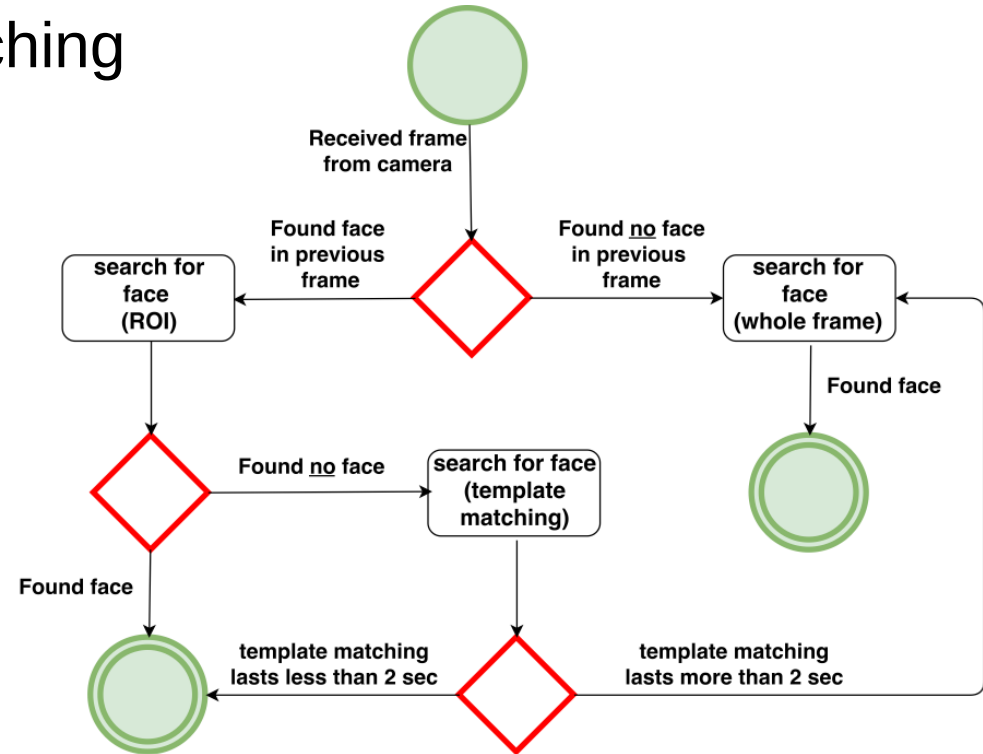 ching
Received frame
from camera
Found face
in previous
frame
Found no face
in previous
frame
search for
face
(ROI)
search for
face
(whole frame)
Found face
Found no face
search for face
(template
matching)
Found face
template matching
lasts less than 2 sec
template matching
lasts more than 2 sec